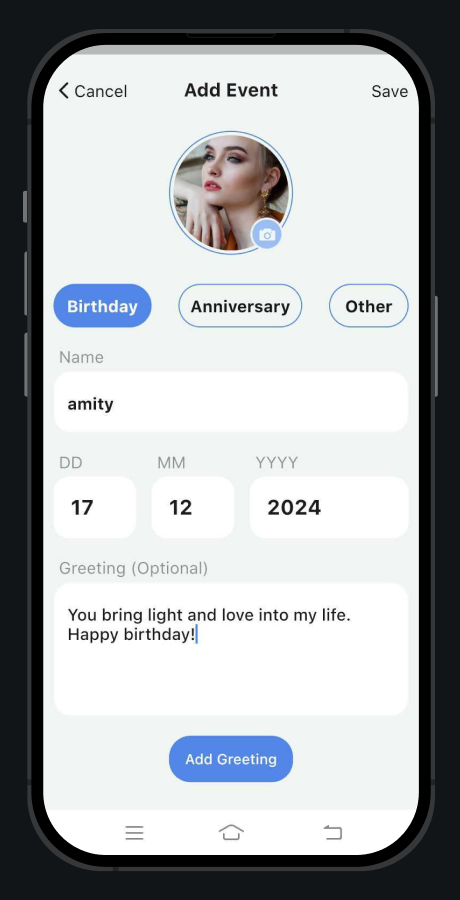 Cancel Add Event Save
Birthday Anniversary Other
Name
amity
DD MM YYYY
17 12 2024
Greeting (Optional)
You bring light and love into my life.
Happy birthday!
Add Greeting